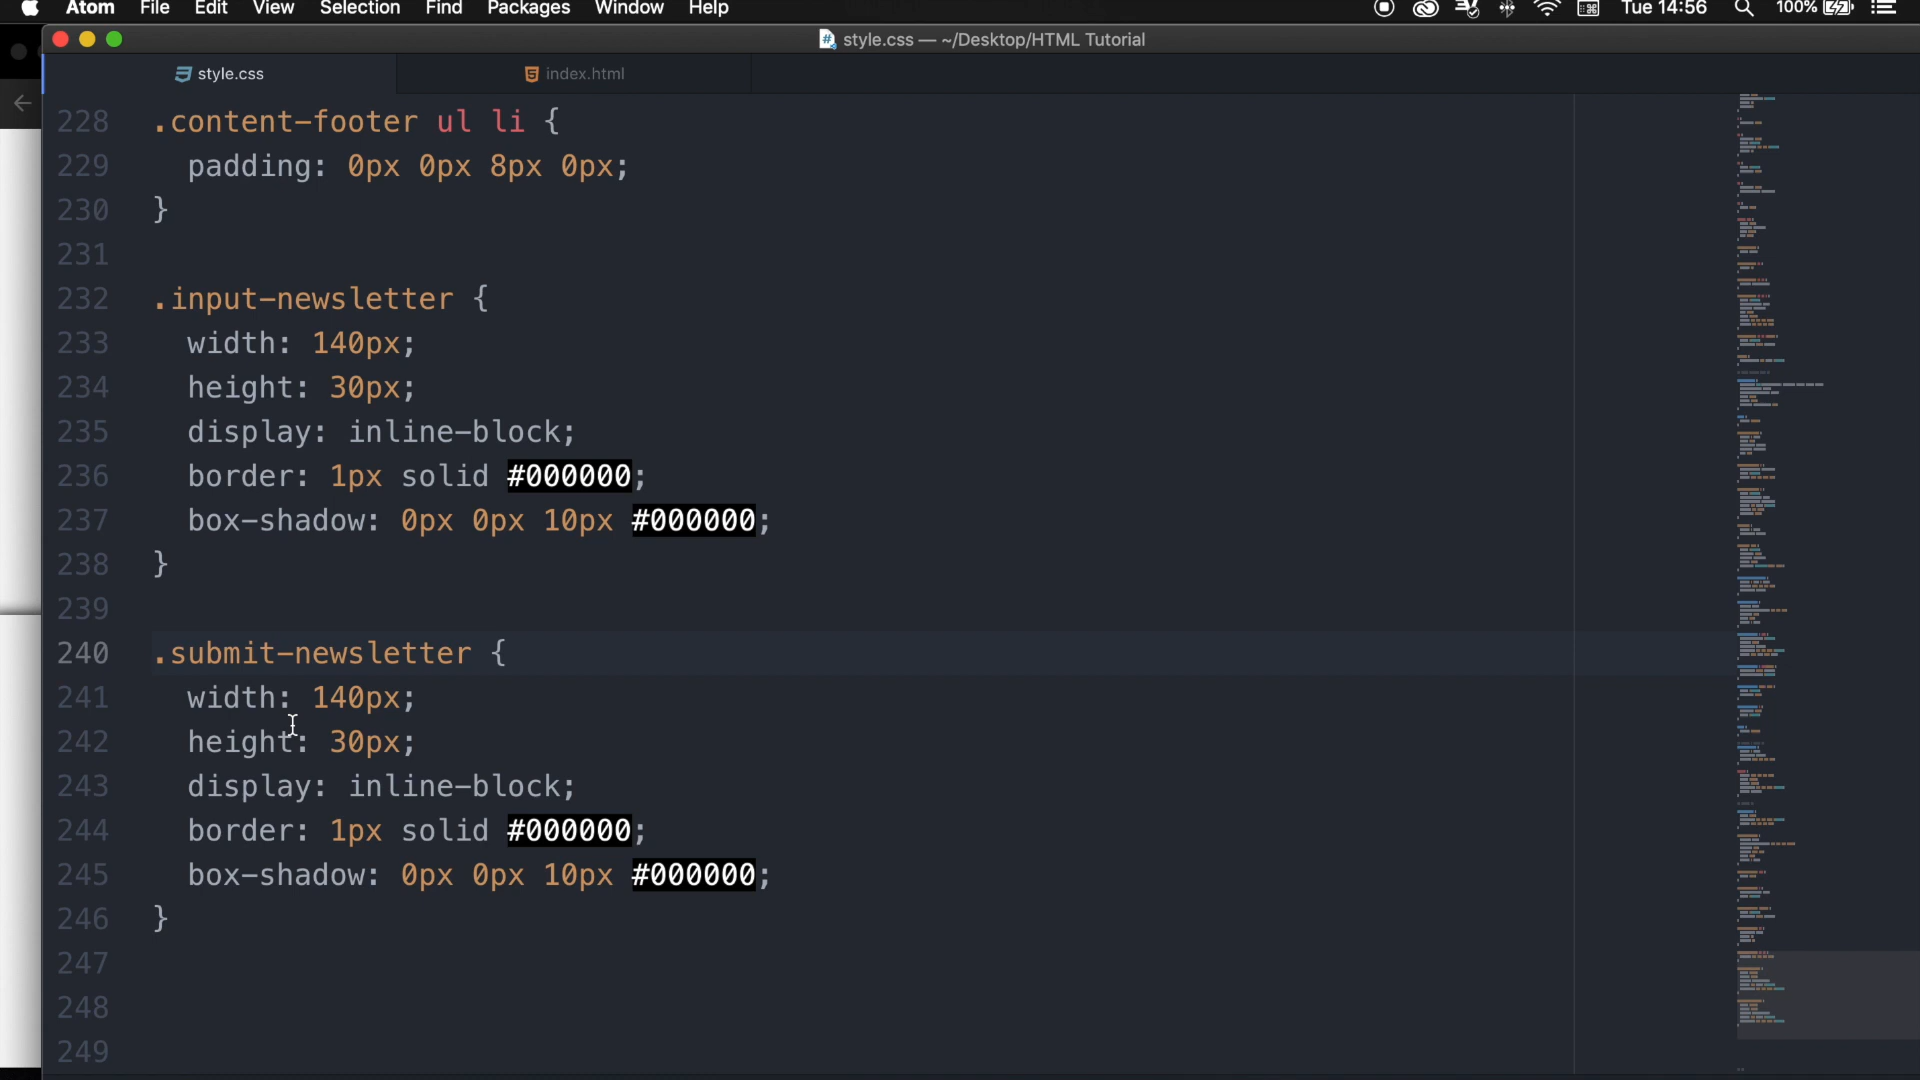 Atom File Edit View Selection Find Packages Window Help Tue 14:56 100%
style.css — ~/Desktop/HTML Tutorial
style.css index.html
228 .content-footer ul li {
229 padding: 0px 0px 8px 0px;
230 }
231
232 .input-newsletter {
233 width: 140px;
234 height: 30px;
235 display: inline-block;
236 border: 1px solid #000000;
237 box-shadow: 0px 0px 10px #000000;
238 }
239
240 .submit-newsletter {
241 width: 140px;
242 height: 30px;
243 display: inline-block;
244 border: 1px solid #000000;
245 box-shadow: 0px 0px 10px #000000;
246 }
247
248
249